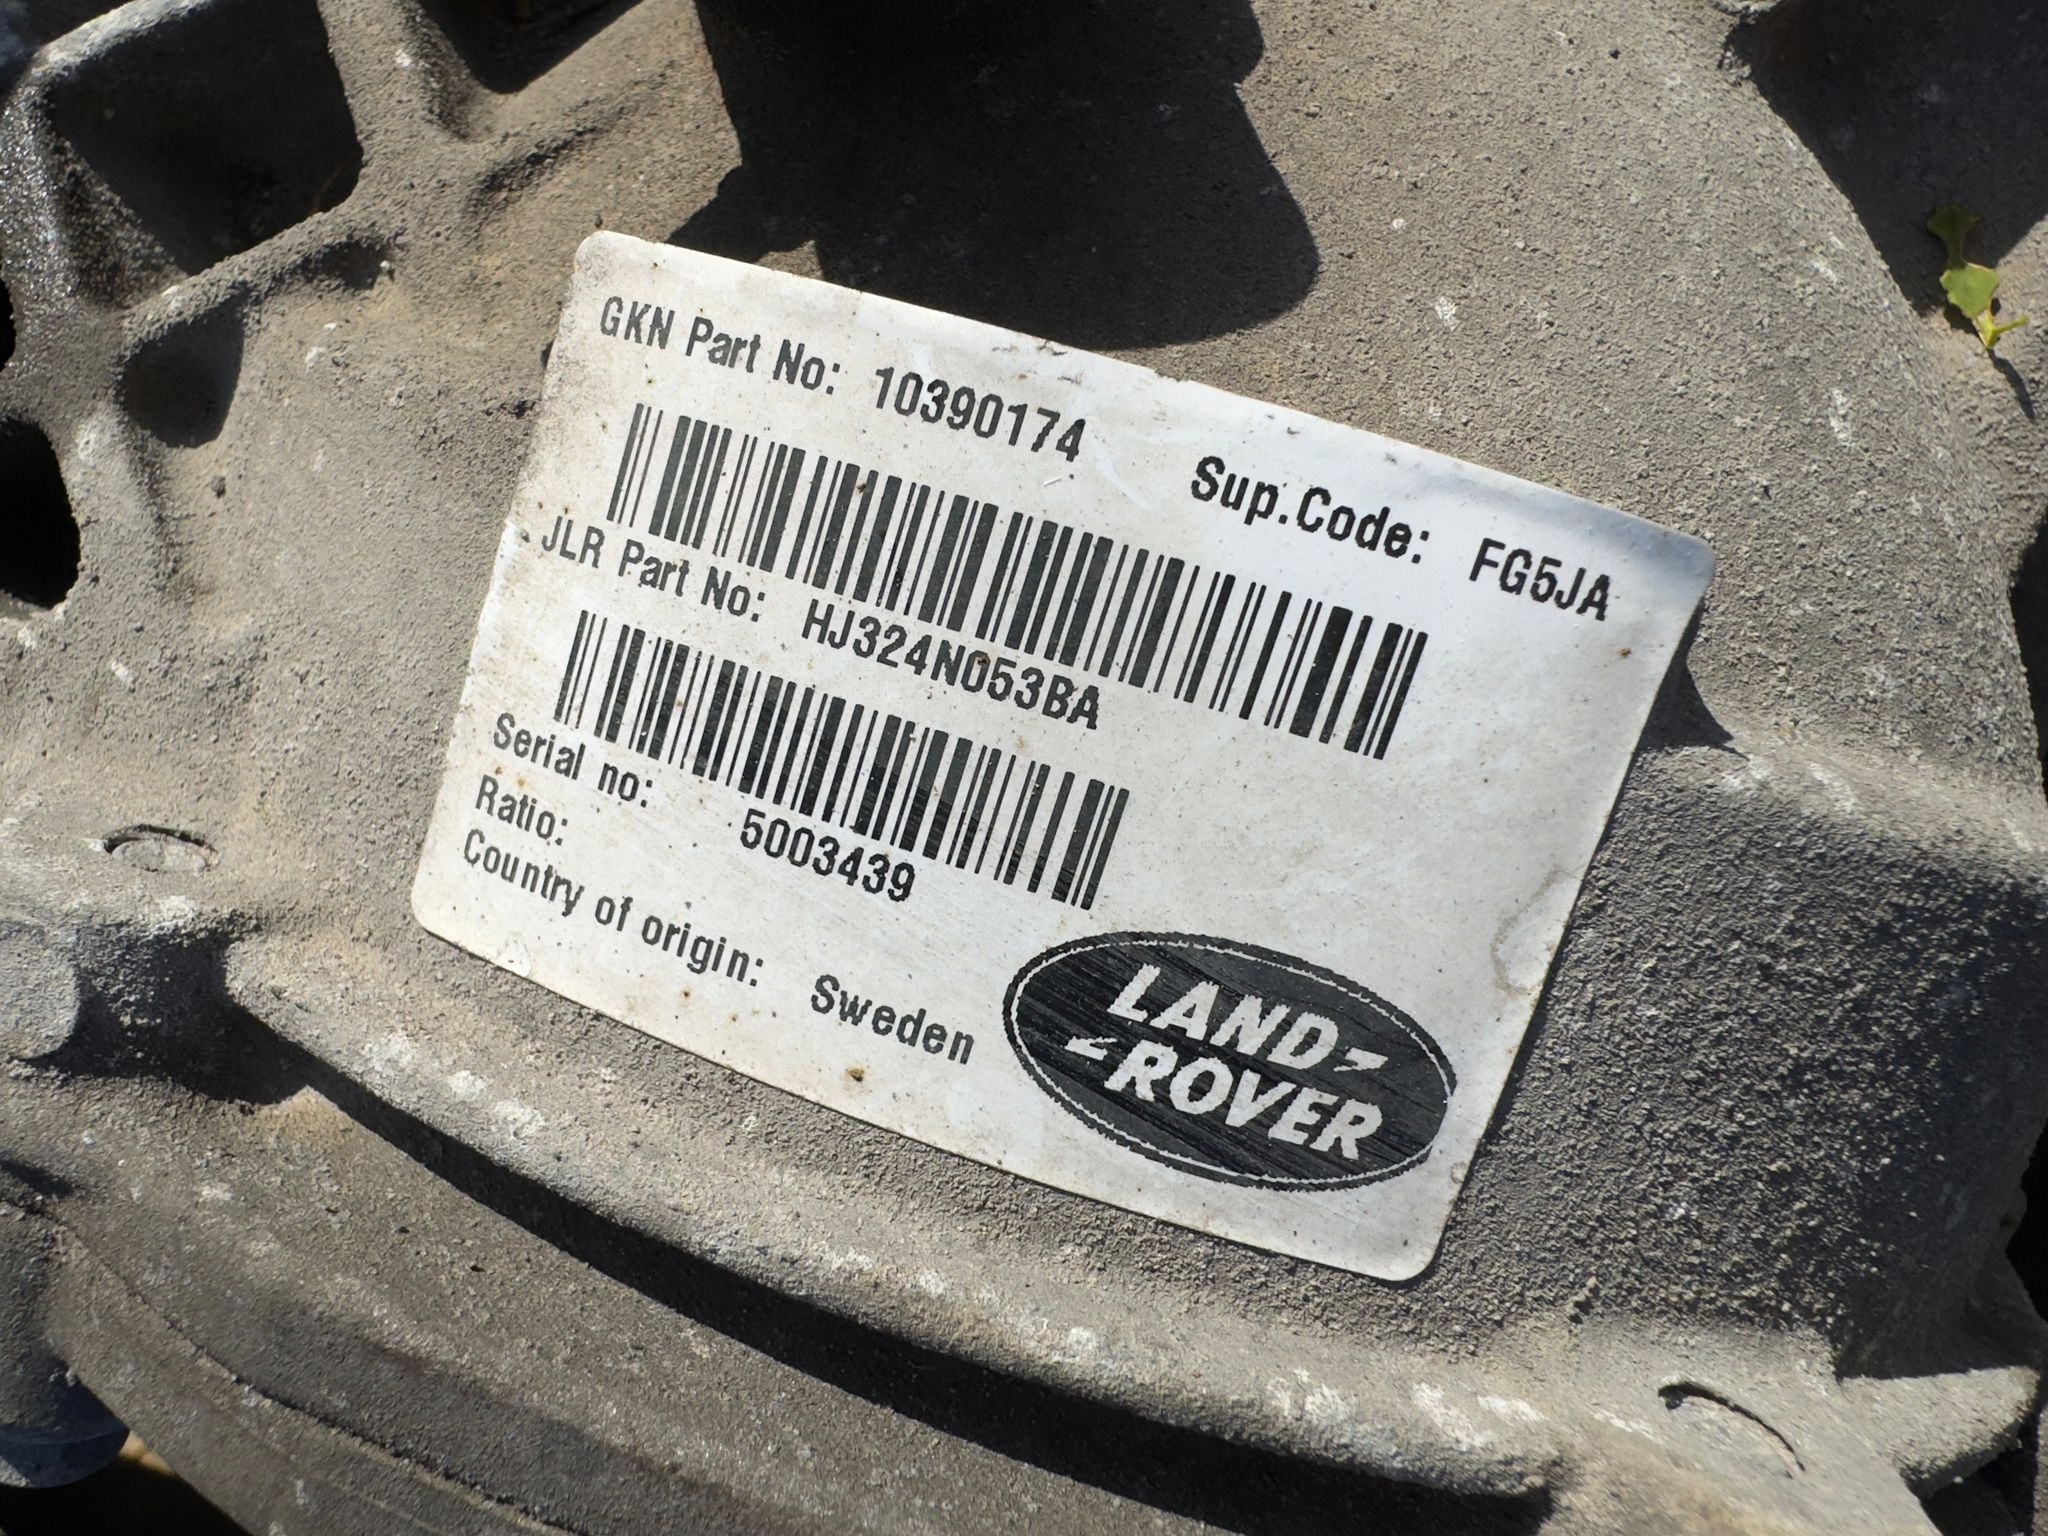 GKN Part No: 10390174
Sup.Code: FG5JA
JLR Part No: HJ324N053BA
Serial no: 5003439
Ratio:
Country of origin: Sweden
LAND
ROVER